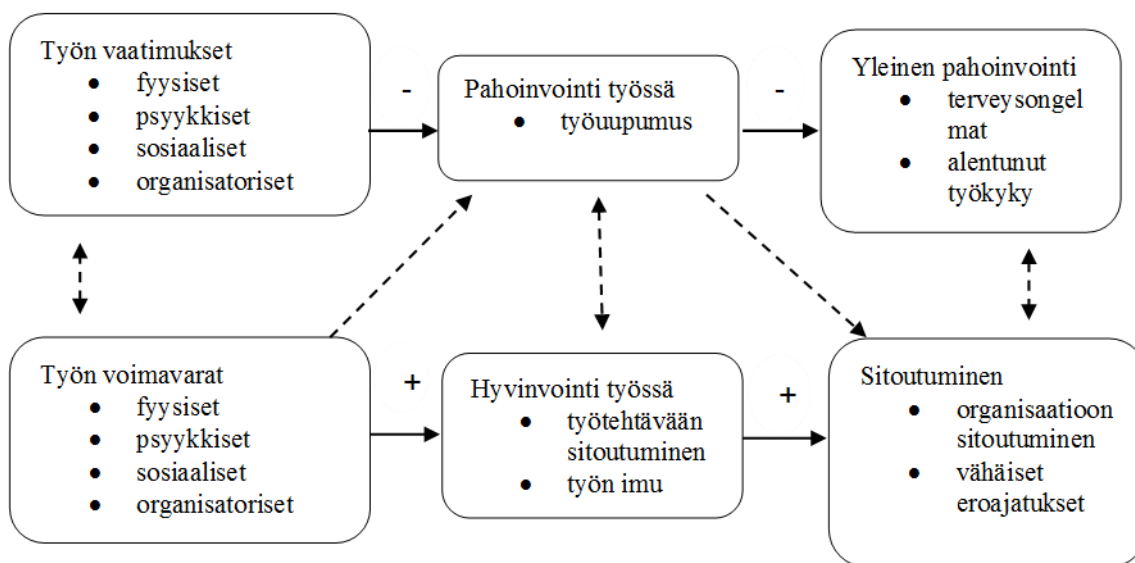 Työn vaatimukset
● fyysiset
● psyykkiset
● sosiaaliset
● organisatoriset
-
Pahoinvointi työssä
● työuupumus
-
Yleinen pahoinvointi
● terveysongel
mat
● alentunut
työkyky
Työn voimavarat
● fyysiset
● psyykkiset
● sosiaaliset
● organisatoriset
+
Hyvinvointi työssä
● työtehtävään
sitoutuminen
● työn imu
+
Sitoutuminen
● organisaatioon
sitoutuminen
● vähäiset
eroajatukset